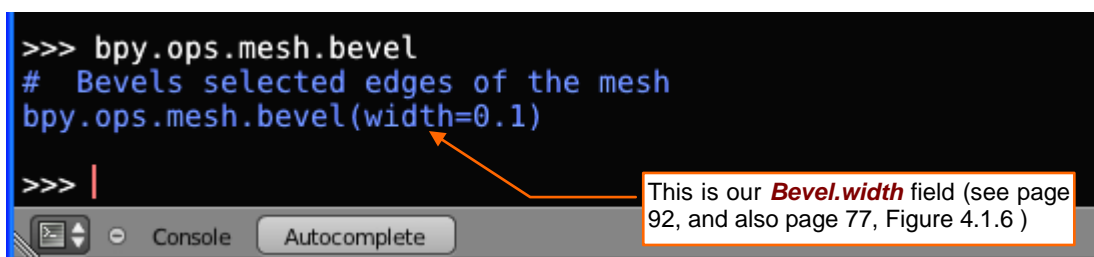 >>> bpy.ops.mesh.bevel
#  Bevels selected edges of the mesh
bpy.ops.mesh.bevel(width=0.1)
>>>
This is our Bevel.width field (see page
92, and also page 77, Figure 4.1.6 )
Console Autocomplete